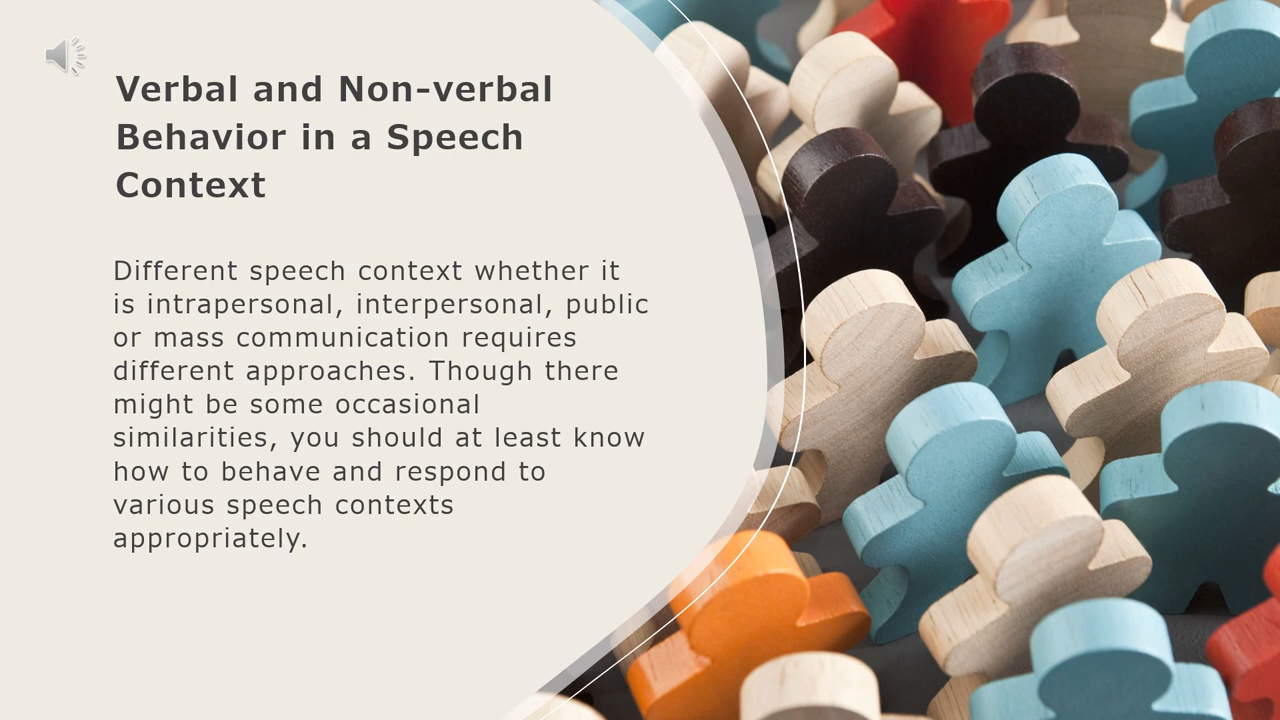 Verbal and Non-verbal
Behavior in a Speech
Context
Different speech context whether it
is intrapersonal, interpersonal, public
or mass communication requires
different approaches. Though there
might be some occasional
similarities, you should at least know
how to behave and respond to
various speech contexts
appropriately.